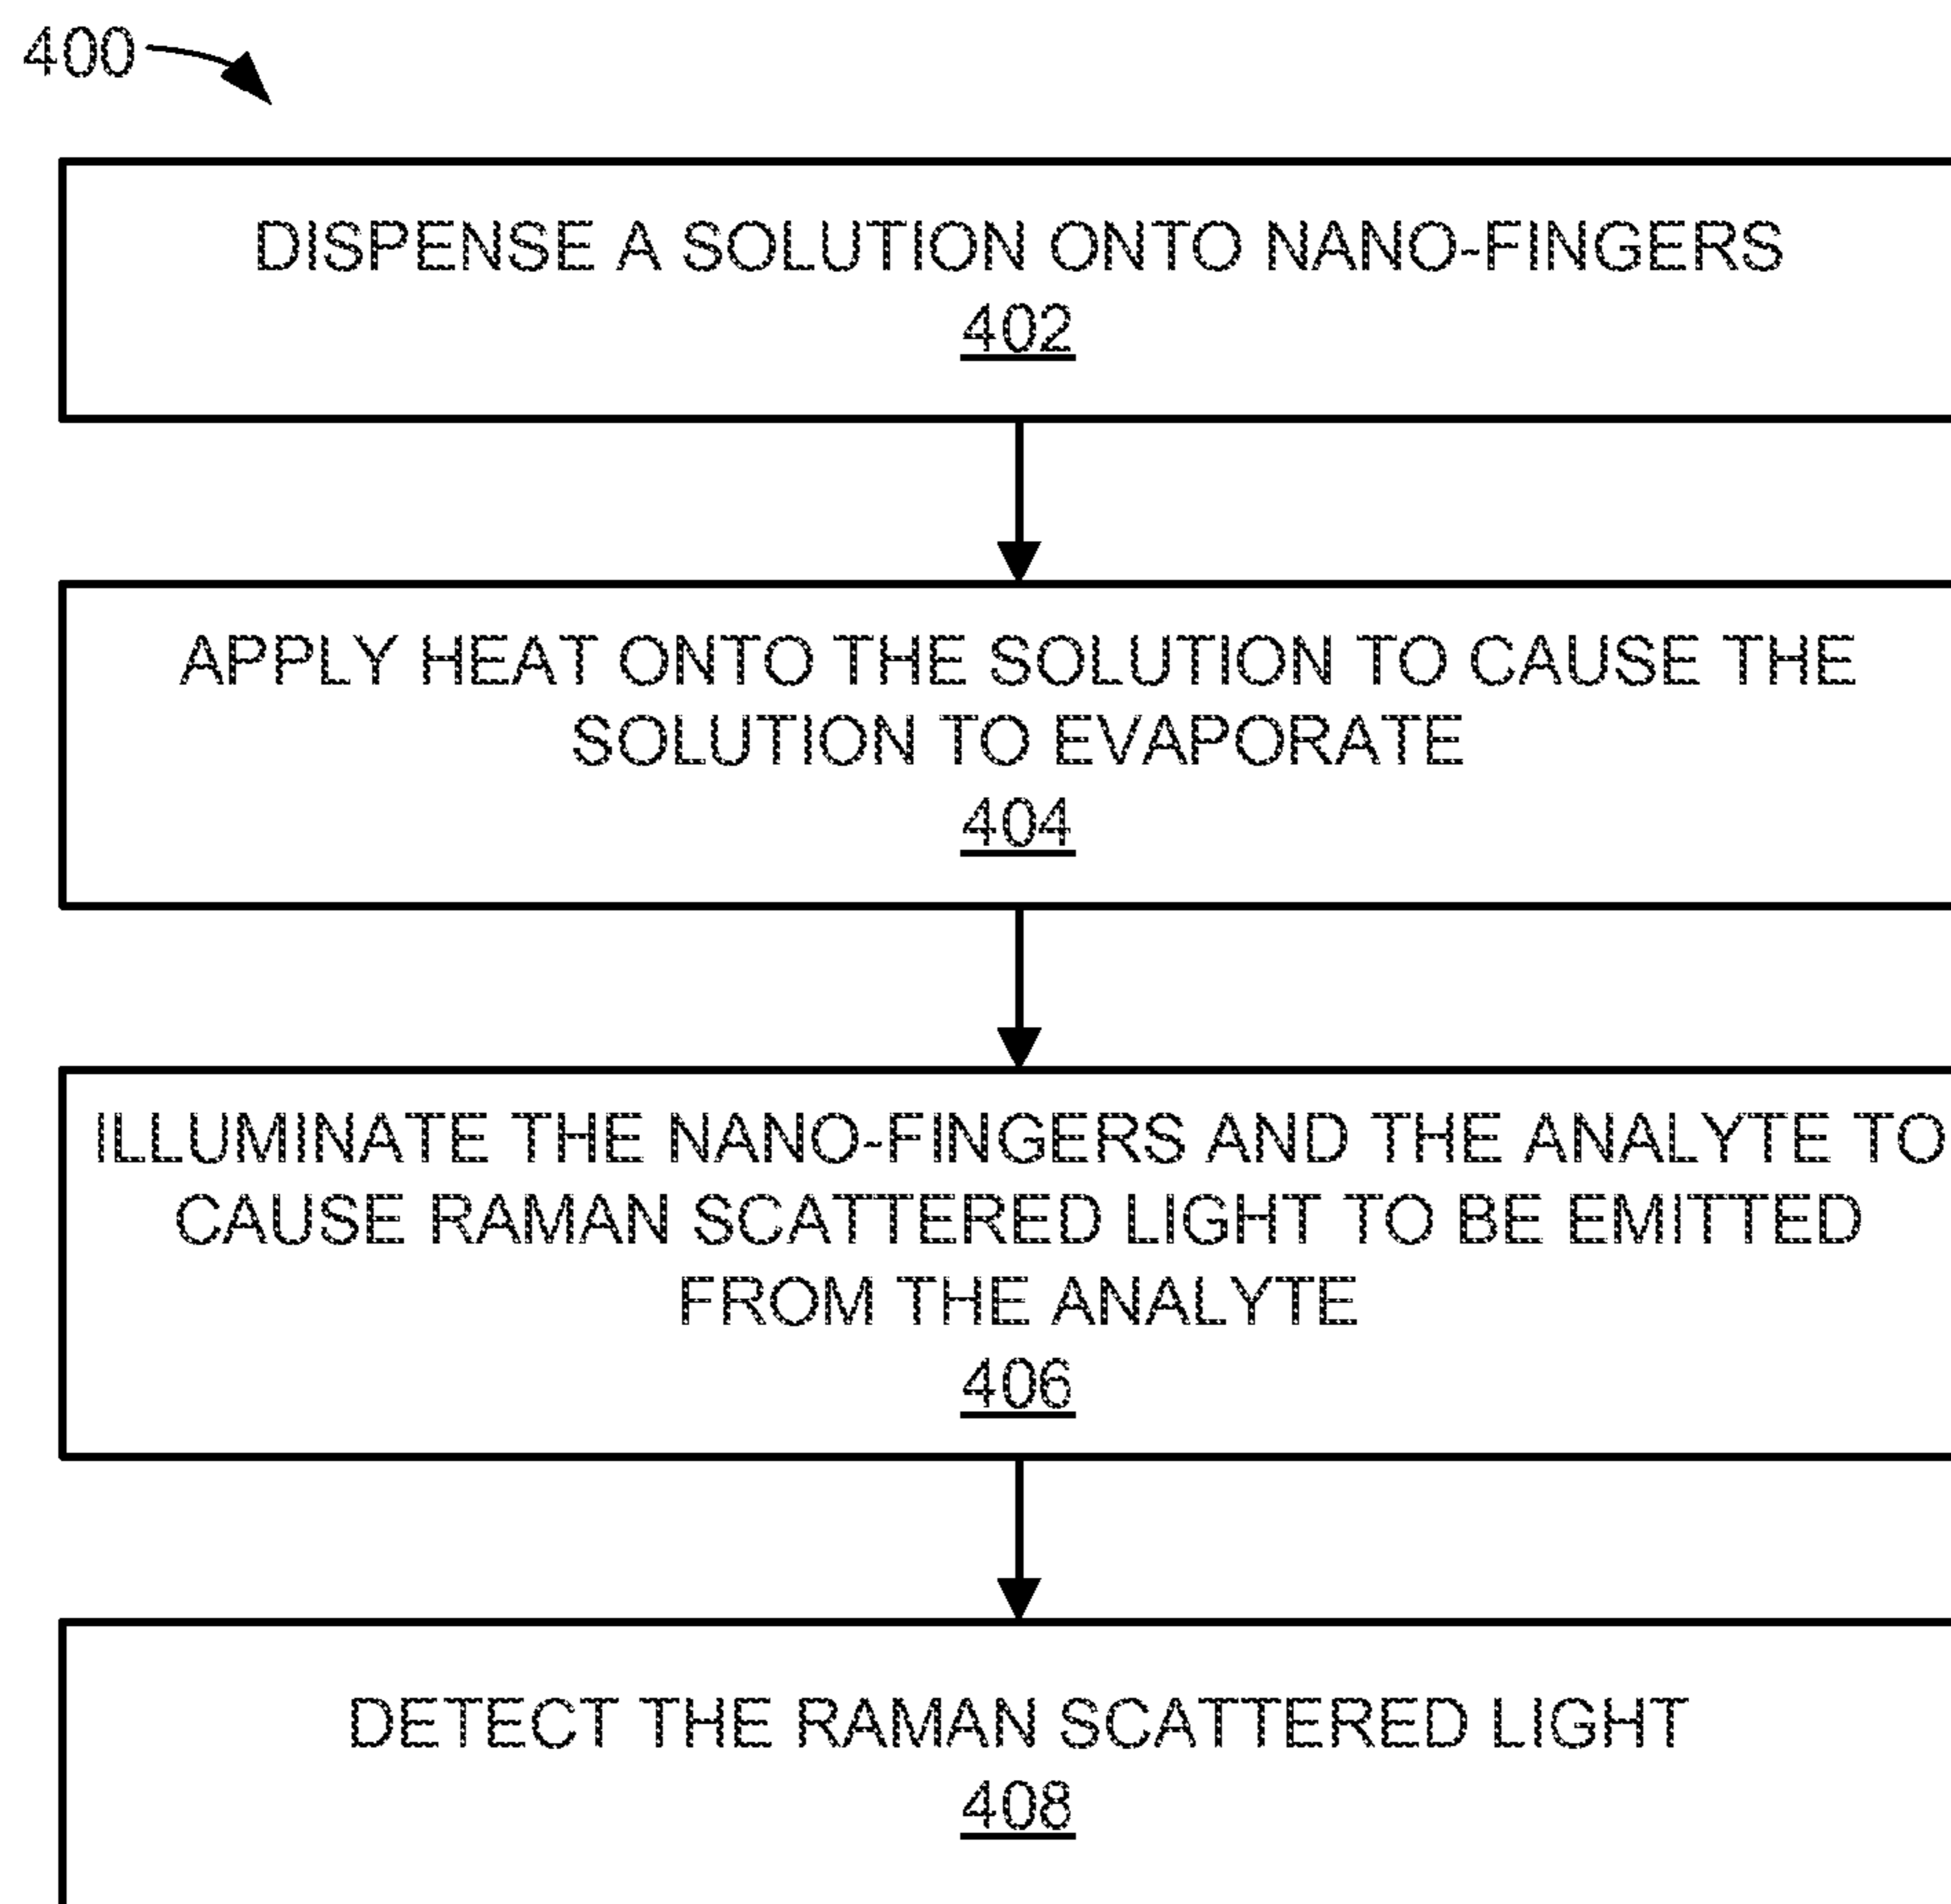 400
DISPENSE A SOLUTION ONTO NANO-FINGERS
402
APPLY HEAT ONTO THE SOLUTION TO CAUSE THE
SOLUTION TO EVAPORATE
404
ILLUMINATE THE NANO-FINGERS AND THE ANALYTE TO
CAUSE RAMAN SCATTERED LIGHT TO BE EMITTED
FROM THE ANALYTE
406
DETECT THE RAMAN SCATTERED LIGHT
408